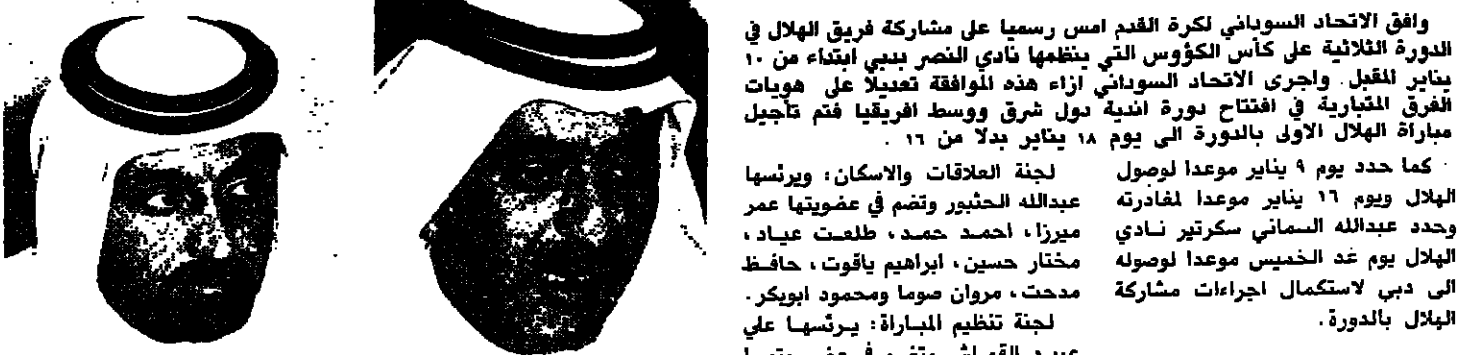 وافق الاتحاد السوداني لكرة القدم امس رسميا على مشاركة فريق الهلال في
الدورة الثلاثية على كأس الكؤوس التي ينظمها نادي النصر بدبي ابتداء من ١٠
يناير المقبل. واجرى الاتحاد السوداني ازاء هذه الموافقة تعديلا على هويات
الفرق المتبارية في افتتاح دورة اندية دول شرق ووسط افريقيا فتم تأجيل
مباراة الهلال الاولى بالدورة الى يوم ١٨ يناير بدلا من ١٦ .
كما حدد يوم ٩ يناير موعدا لوصول
الهلال ويوم ١٦ يناير موعدا لمغادرته
وحدد عبدالله السماني سكرتير نادي
الهلال يوم غد الخميس موعدا لوصوله
الى دبي لاستكمال اجراءات مشاركة
الهلال بالدورة.
لجنة العلاقات والاسكان: ويرئسها
عبدالله الحثبور وتضم في عضويتها عمر
ميرزا، احمد حمد، طلعت عياد،
مختار حسين، ابراهيم ياقوت، حافظ
مدحت، مروان صوما ومحمود ابوبكر.
لجنة تنظيم المباراة: يرئسها علي